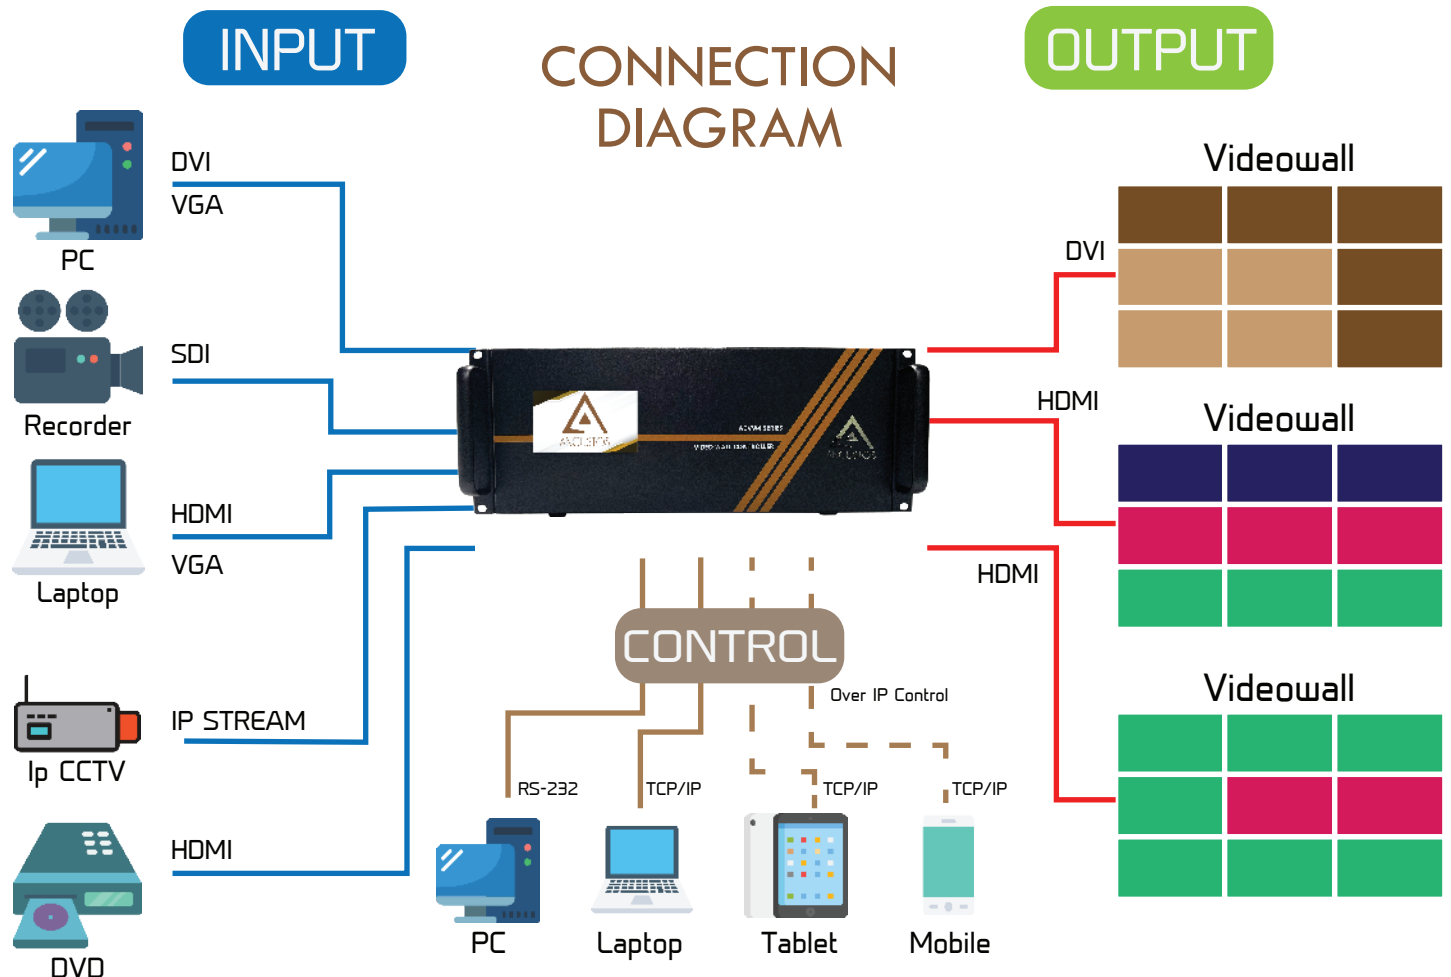 INPUT
CONNECTION
DIAGRAM
OUTPUT
DVI
VGA
PC
SDI
Recorder
HDMI
VGA
Laptop
IP STREAM
Ip CCTV
HDMI
DVD
DVI
Videowall
HDMI
Videowall
HDMI
Videowall
CONTROL
Over IP Control
RS-232
TCP/IP
TCP/IP
TCP/IP
PC
Laptop
Tablet
Mobile